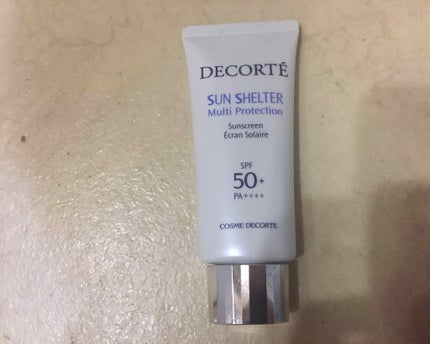 DECORTÉ
SUN SHELTER
Multi Protection
Sunscreen
Écran Solaire
SPF
50+
PA++++
COSME DECORTE